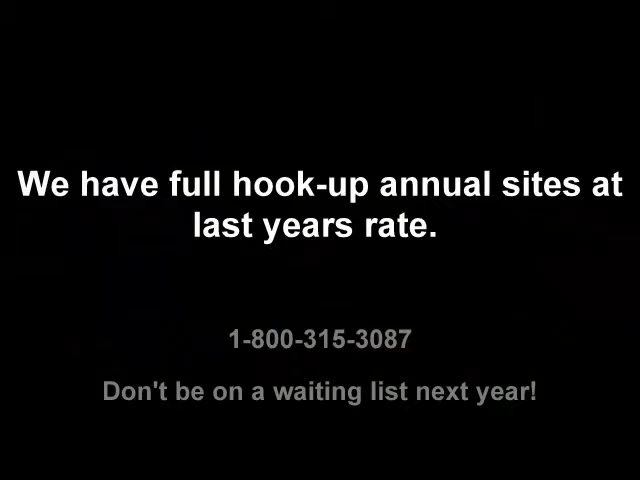 We have full hook-up annual sites at
last years rate.
1-800-315-3087
Don't be on a waiting list next year!